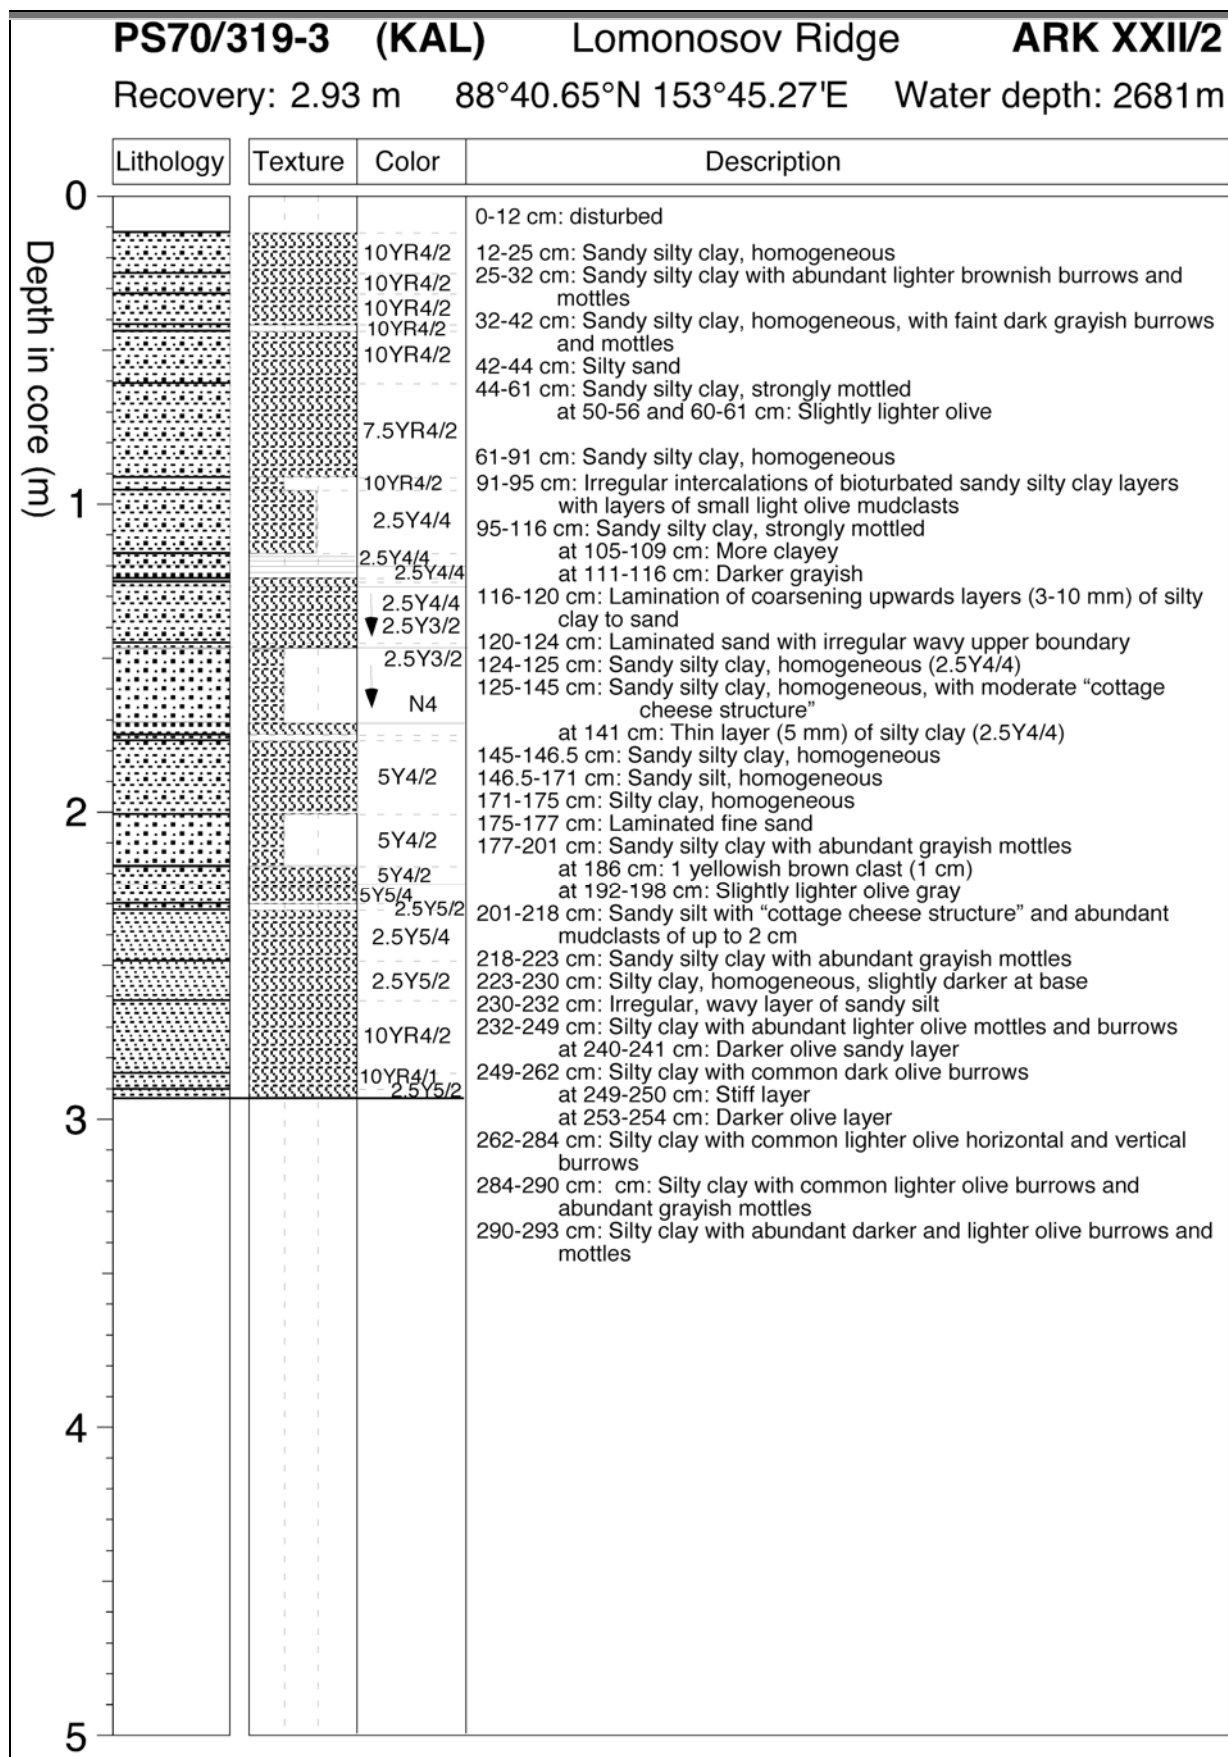 PS70/319-3 (KAL) Lomonosov Ridge ARK XXII/2
Recovery: 2.93 m 88°40.65°N 153°45.27'E Water depth: 2681m
Lithology Texture Color Description
Depth in core (m)
0
1
2
3
4
5
10YR4/2
10YR4/2
10YR4/2
10YR4/2
10YR4/2
7.5YR4/2
10YR4/2
2.5Y4/4
2.5Y4/4
2.5Y4/4
2.5Y4/4
2.5Y3/2
2.5Y3/2
N4
5Y4/2
5Y4/2
5Y4/2
5Y5/4
2.5Y5/2
2.5Y5/4
2.5Y5/2
10YR4/2
10YR4/1
2.5Y5/2
0-12 cm: disturbed
12-25 cm: Sandy silty clay, homogeneous
25-32 cm: Sandy silty clay with abundant lighter brownish burrows and
mottles
32-42 cm: Sandy silty clay, homogeneous, with faint dark grayish burrows
and mottles
42-44 cm: Silty sand
44-61 cm: Sandy silty clay, strongly mottled
at 50-56 and 60-61 cm: Slightly lighter olive
61-91 cm: Sandy silty clay, homogeneous
91-95 cm: Irregular intercalations of bioturbated sandy silty clay layers
with layers of small light olive mudclasts
95-116 cm: Sandy silty clay, strongly mottled
at 105-109 cm: More clayey
at 111-116 cm: Darker grayish
116-120 cm: Lamination of coarsening upwards layers (3-10 mm) of silty
clay to sand
120-124 cm: Laminated sand with irregular wavy upper boundary
124-125 cm: Sandy silty clay, homogeneous (2.5Y4/4)
125-145 cm: Sandy silty clay, homogeneous, with moderate “cottage
cheese structure”
at 141 cm: Thin layer (5 mm) of silty clay (2.5Y4/4)
145-146.5 cm: Sandy silty clay, homogeneous
146.5-171 cm: Sandy silt, homogeneous
171-175 cm: Silty clay, homogeneous
175-177 cm: Laminated fine sand
177-201 cm: Sandy silty clay with abundant grayish mottles
at 186 cm: 1 yellowish brown clast (1 cm)
at 192-198 cm: Slightly lighter olive gray
201-218 cm: Sandy silt with “cottage cheese structure” and abundant
mudclasts of up to 2 cm
218-223 cm: Sandy silty clay with abundant grayish mottles
223-230 cm: Silty clay, homogeneous, slightly darker at base
230-232 cm: Irregular, wavy layer of sandy silt
232-249 cm: Silty clay with abundant lighter olive mottles and burrows
at 240-241 cm: Darker olive sandy layer
249-262 cm: Silty clay with common dark olive burrows
at 249-250 cm: Stiff layer
at 253-254 cm: Darker olive layer
262-284 cm: Silty clay with common lighter olive horizontal and vertical
burrows
284-290 cm: cm: Silty clay with common lighter olive burrows and
abundant grayish mottles
290-293 cm: Silty clay with abundant darker and lighter olive burrows and
mottles